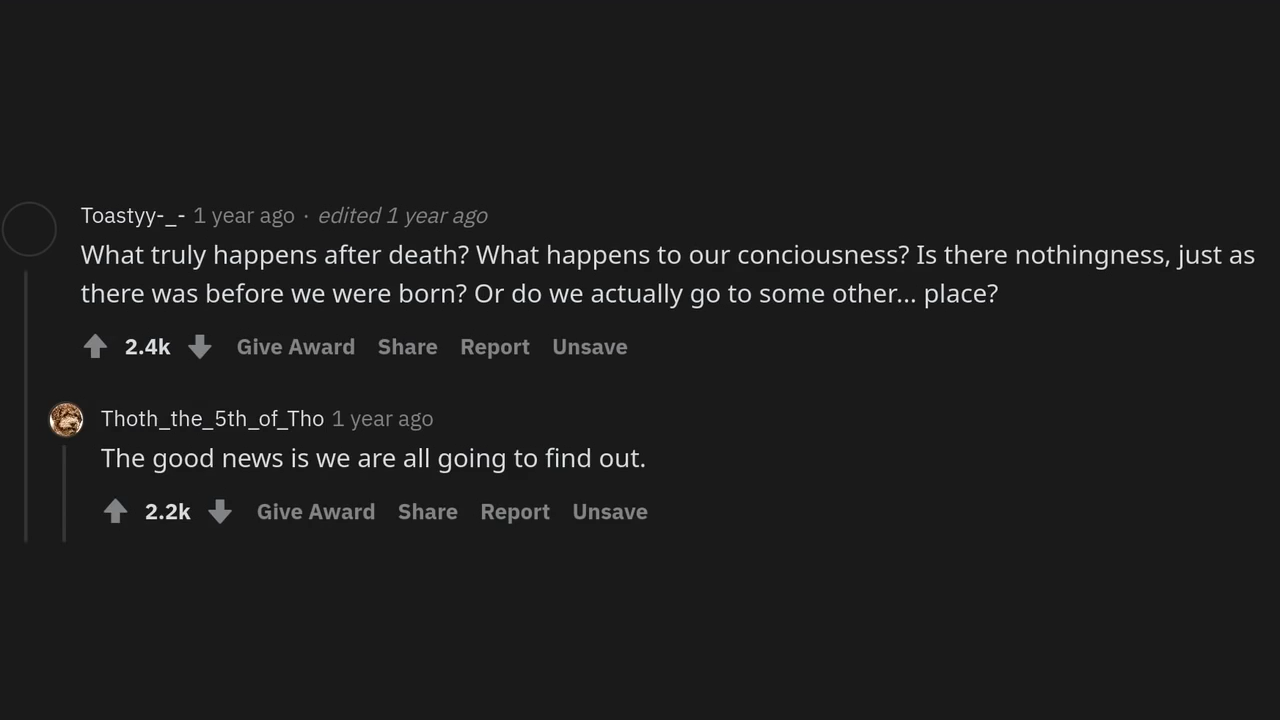 Toastyy-_- 1 year ago · edited 1 year ago
What truly happens after death? What happens to our conciousness? Is there nothingness, just as
there was before we were born? Or do we actually go to some other... place?
2.4k Give Award Share Report Unsave
Thoth_the_5th_of_Tho 1 year ago
The good news is we are all going to find out.
2.2k Give Award Share Report Unsave